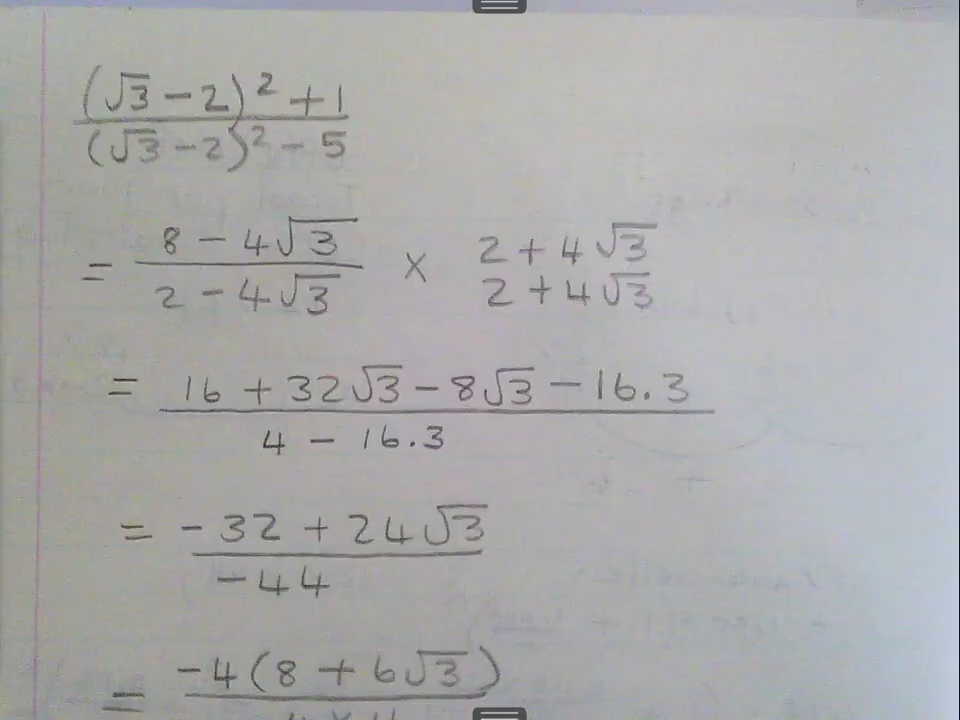 (√3 - 2)² + 1
(√3 - 2)² - 5
= 8 - 4√3 × 2 + 4√3
2 - 4√3 2 + 4√3
= 16 + 32√3 - 8√3 - 16.3
4 - 16.3
= -32 + 24√3
-44
= -4(8 + 6√3)